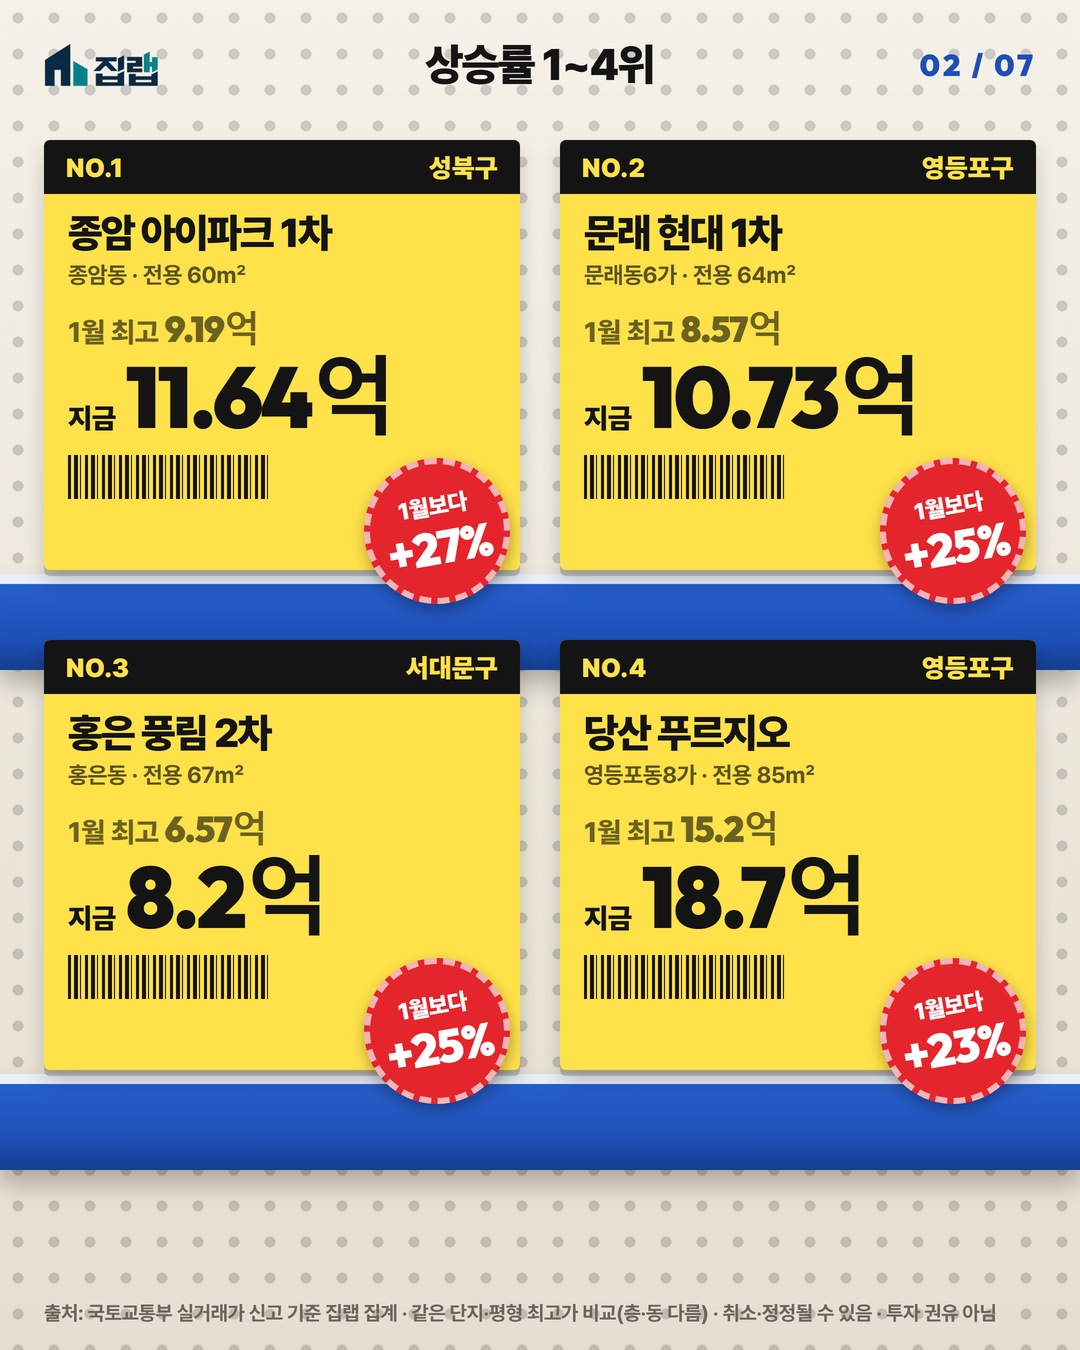 집랩
상승률 1~4위
02 / 07
NO.1 성북구
종암 아이파크 1차
종암동 · 전용 60m²
1월 최고 9.19억
지금 11.64억
1월보다
+27%
NO.2 영등포구
문래 현대 1차
문래동6가 · 전용 64m²
1월 최고 8.57억
지금 10.73억
1월보다
+25%
NO.3 서대문구
홍은 풍림 2차
홍은동 · 전용 67m²
1월 최고 6.57억
지금 8.2억
1월보다
+25%
NO.4 영등포구
당산 푸르지오
영등포동8가 · 전용 85m²
1월 최고 15.2억
지금 18.7억
1월보다
+23%
출처: 국토교통부 실거래가 신고 기준 집랩 집계 · 같은 단지·평형 최고가 비교(층·동 다름) · 취소·정정될 수 있음 · 투자 권유 아님